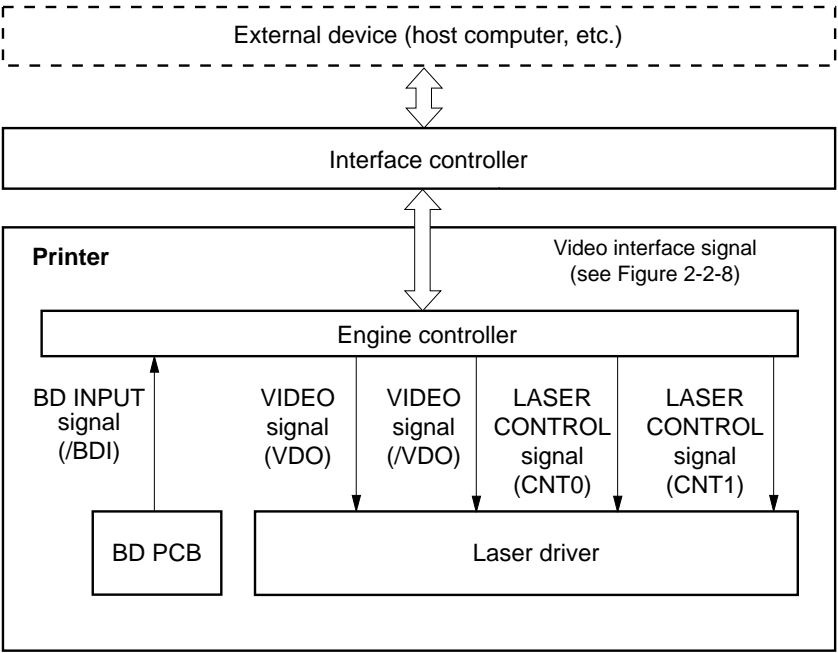 External device (host computer, etc.)
Interface controller
Printer
Video interface signal
(see Figure 2-2-8)
Engine controller
BD INPUT
signal
(/BDI)
VIDEO
signal
(VDO)
VIDEO
signal
(/VDO)
LASER
CONTROL
signal
(CNT0)
LASER
CONTROL
signal
(CNT1)
BD PCB
Laser driver